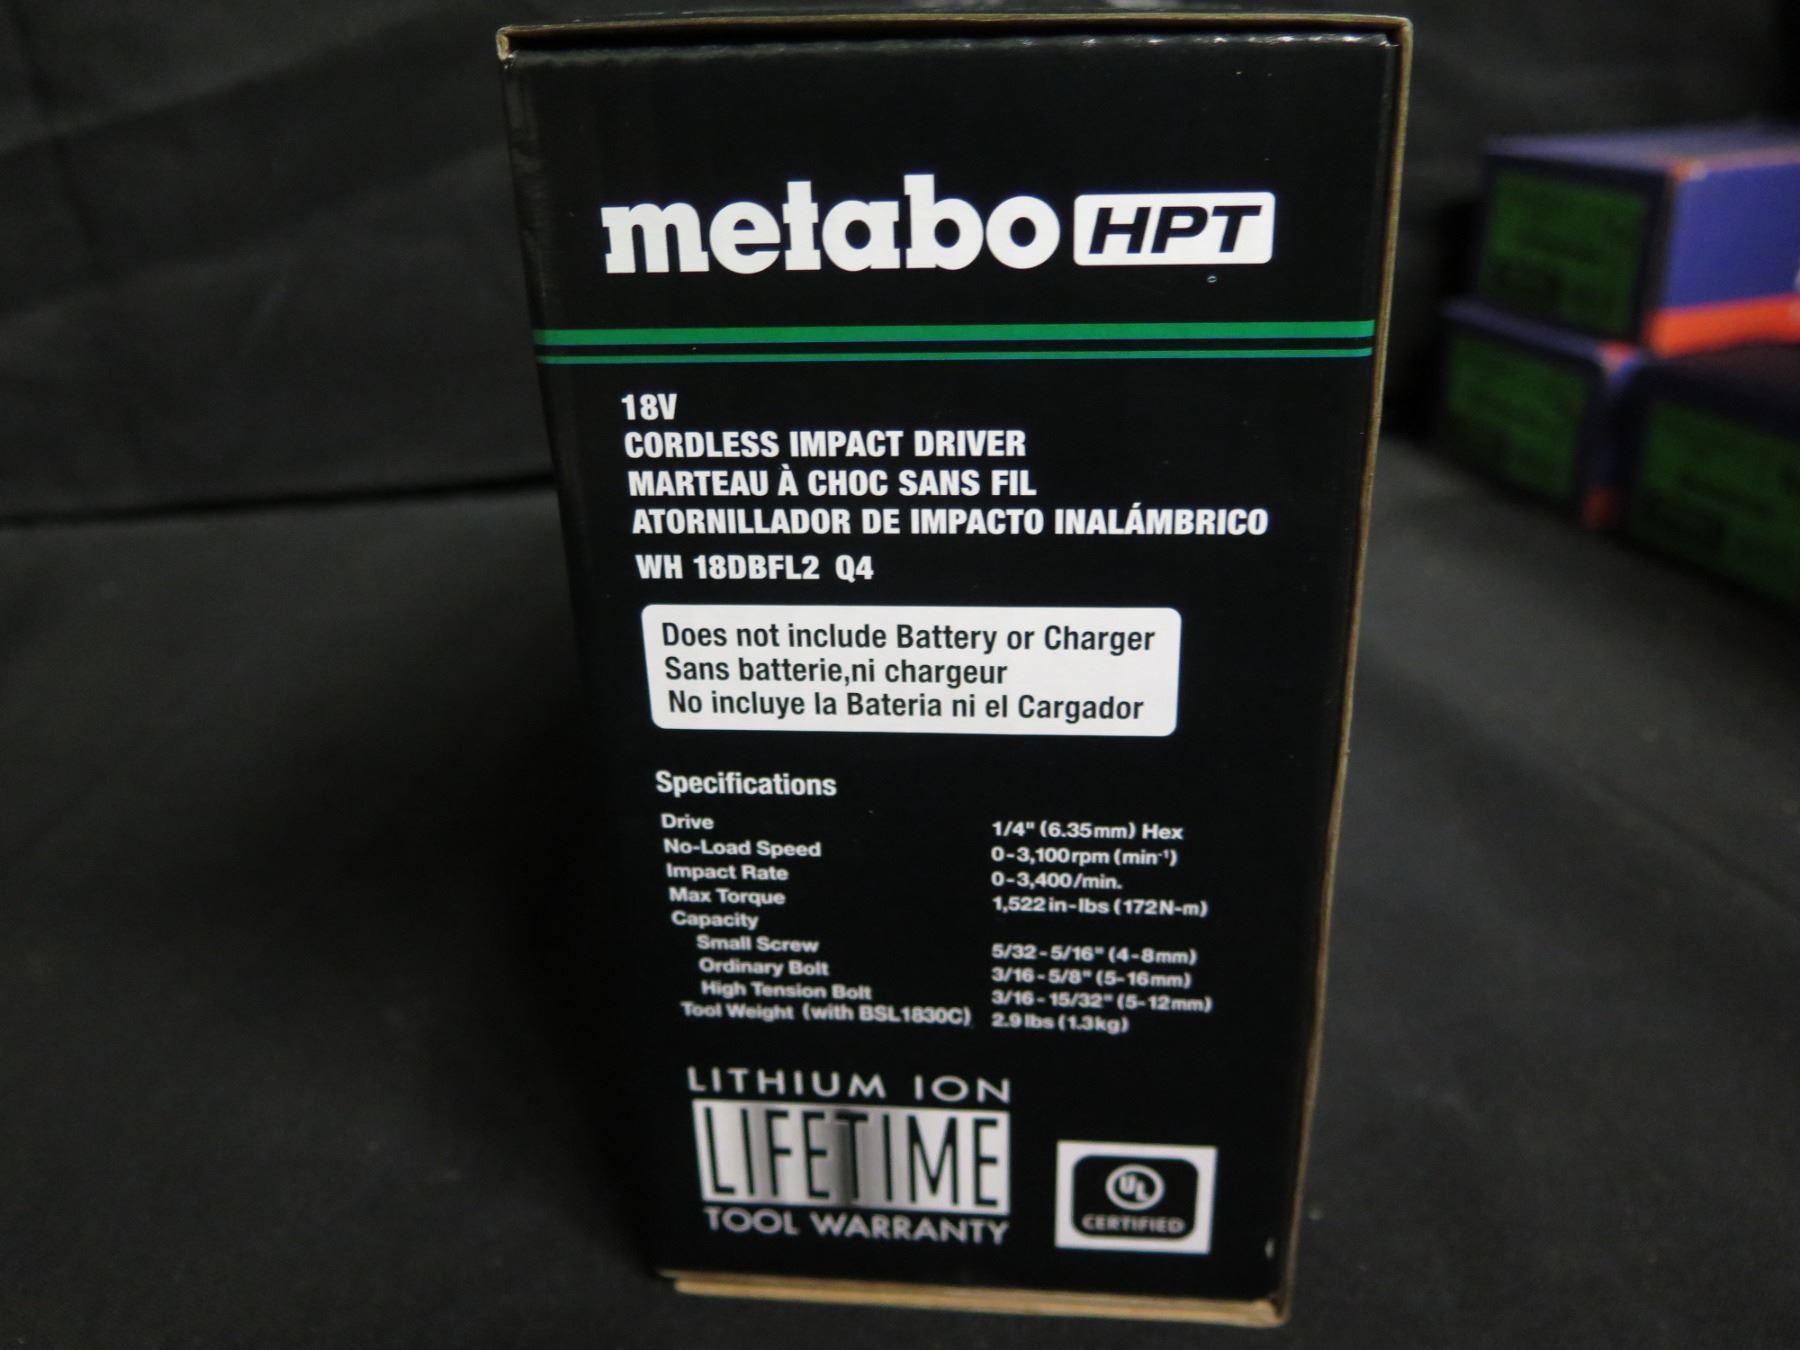 metabo HPT
18V
CORDLESS IMPACT DRIVER
MARTEAU À CHOC SANS FIL
ATORNILLADOR DE IMPACTO INALÁMBRICO
WH 18DBFL2 Q4
Does not include Battery or Charger
Sans batterie,ni chargeur
No incluye la Bateria ni el Cargador
Specifications
Drive 1/4" (6.35mm) Hex
No-Load Speed 0-3,100rpm (min⁻¹)
Impact Rate 0-3,400/min.
Max Torque 1,522in-lbs (172N-m)
Capacity
Small Screw 5/32-5/16" (4-8mm)
Ordinary Bolt 3/16-5/8" (5-16mm)
High Tension Bolt 3/16-15/32" (5-12mm)
Tool Weight (with BSL1830C) 2.9lbs (1.3kg)
LITHIUM ION
LIFETIME
TOOL WARRANTY
UL
CERTIFIED